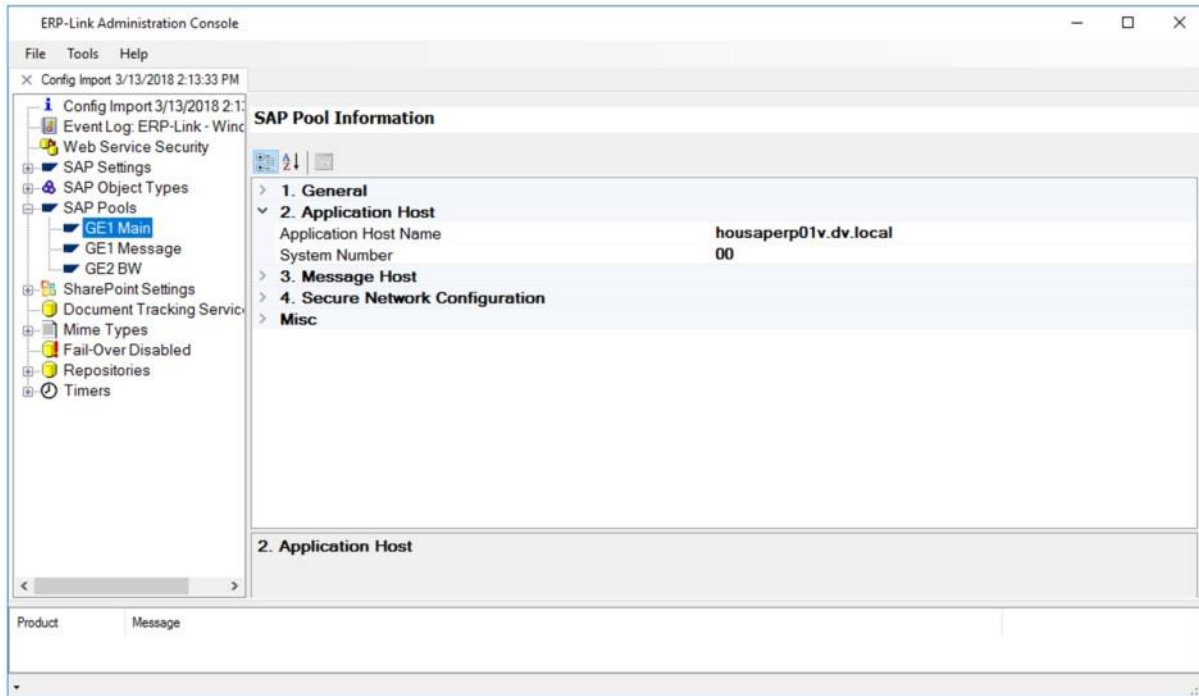 ERP-Link Administration Console
File Tools Help
Config Import 3/13/2018 2:13:33 PM
Config Import 3/13/2018 2:1
Event Log: ERP-Link - Wind
Web Service Security
SAP Settings
SAP Object Types
SAP Pools
GE1 Main
GE1 Message
GE2 BW
SharePoint Settings
Document Tracking Service
Mime Types
Fail-Over Disabled
Repositories
Timers
SAP Pool Information
1. General
2. Application Host
Application Host Name housaperp01v.dv.local
System Number 00
3. Message Host
4. Secure Network Configuration
Misc
2. Application Host
Product Message